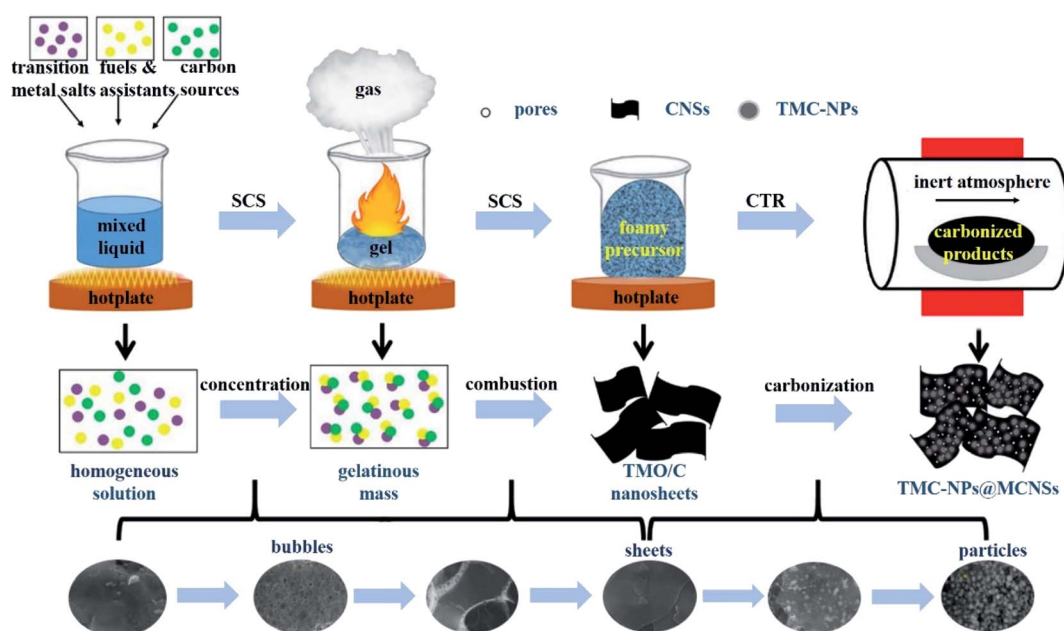 transition
metal salts
fuels &
assistants
carbon
sources
gas
pores
CNSs
TMC-NPs
mixed
liquid
hotplate
SCS
gel
hotplate
SCS
foamy
precursor
hotplate
CTR
inert atmosphere
carbonized
products
concentration
combustion
carbonization
homogeneous
solution
gelatinous
mass
TMO/C
nanosheets
TMC-NPs@MCNSs
bubbles
sheets
particles